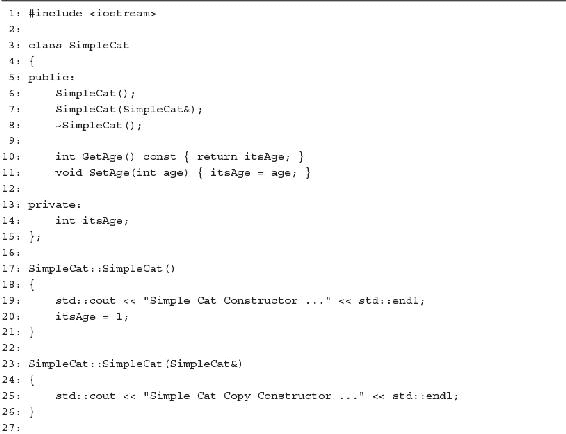 1: #include <iostream>
2:
3: class SimpleCat
4: {
5: public:
6: SimpleCat();
7: SimpleCat(SimpleCat&);
8: ~SimpleCat();
9:
10: int GetAge() const { return itsAge; }
11: void SetAge(int age) { itsAge = age; }
12:
13: private:
14: int itsAge;
15: };
16:
17: SimpleCat::SimpleCat()
18: {
19: std::cout << "Simple Cat Constructor ..." << std::endl;
20: itsAge = 1;
21: }
22:
23: SimpleCat::SimpleCat(SimpleCat&)
24: {
25: std::cout << "Simple Cat Copy Constructor ..." << std::endl;
26: }
27: